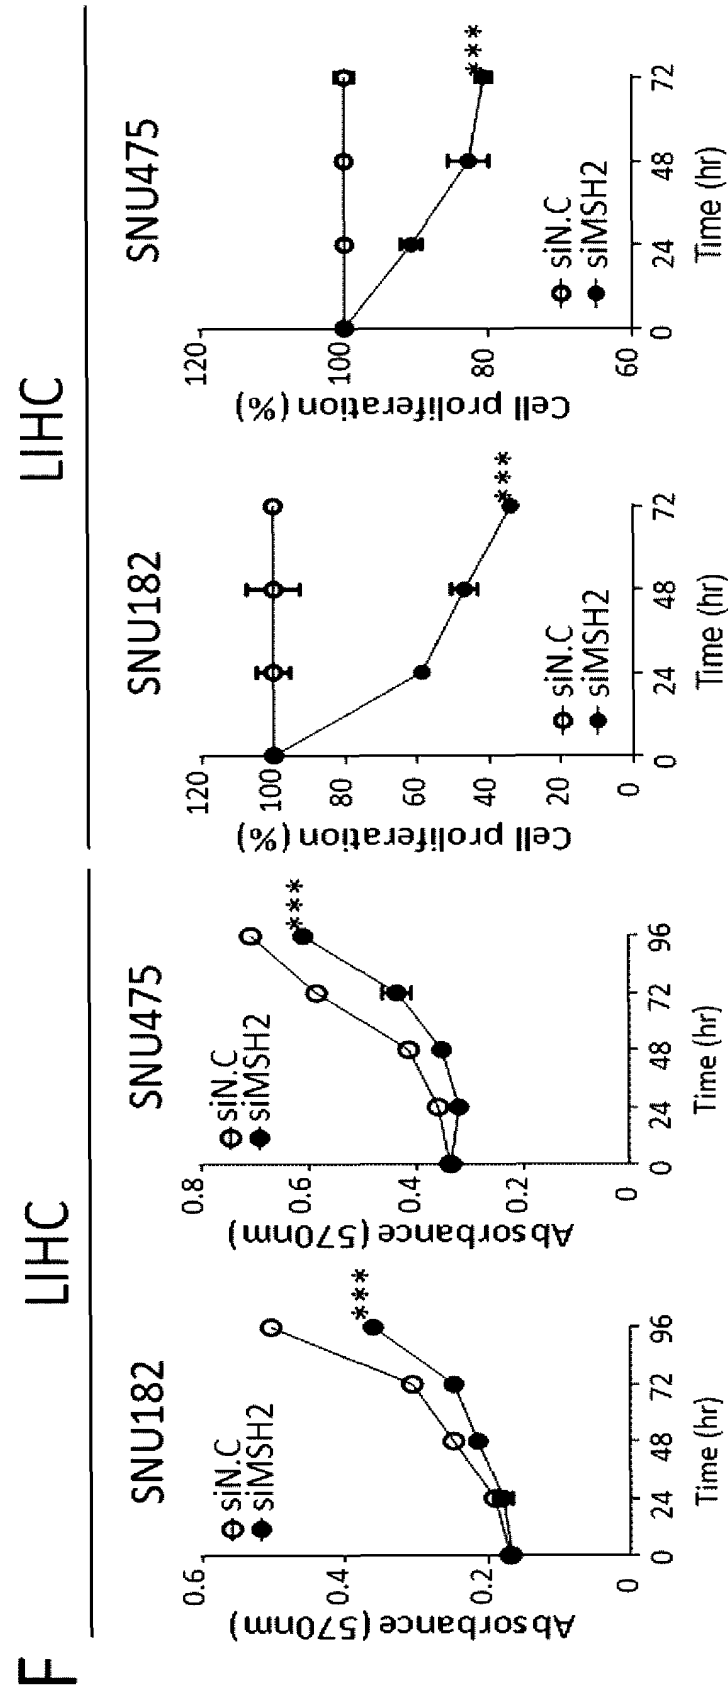 F
LIHC
LIHC
SNU182
SNU475
SNU182
SNU475
Absorbance (570nm)
0.6
0.4
0.2
0
siN.C
siMSH2
***
0 24 48 72 96
Time (hr)
Absorbance (570nm)
0.8
0.6
0.4
0.2
0
siN.C
siMSH2
***
0 24 48 72 96
Time (hr)
Cell proliferation (%)
120
100
80
60
40
20
0
siN.C
siMSH2
***
0 24 48 72
Time (hr)
Cell proliferation (%)
120
100
80
60
siN.C
siMSH2
***
0 24 48 72
Time (hr)